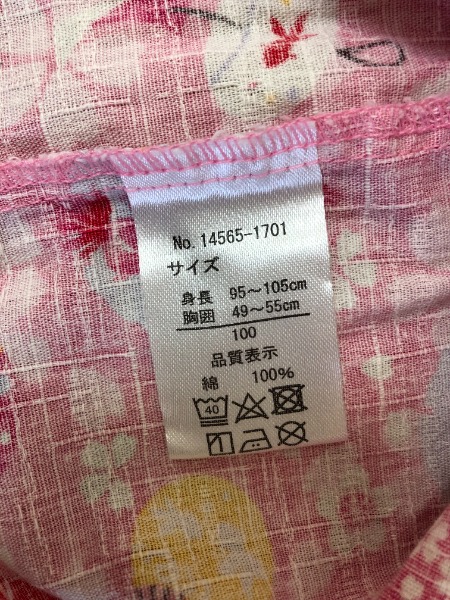 No. 14565-1701
サイズ
身長 95〜105cm
胸囲 49〜55cm
100
品質表示
綿 100%
40